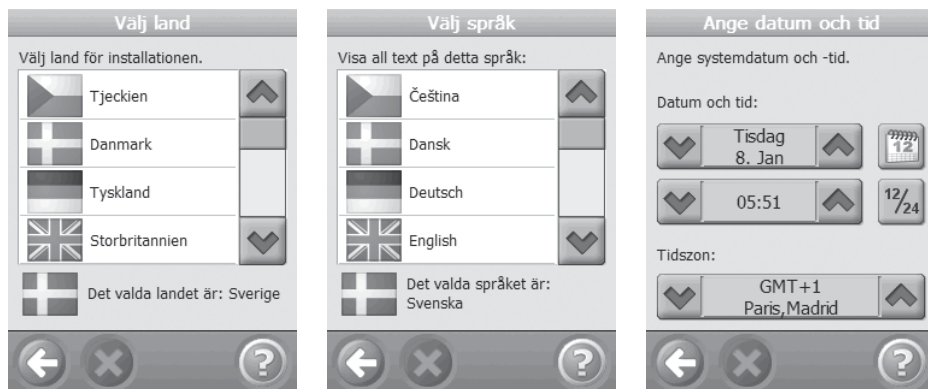 Välj land
Välj land för installationen.
Tjeckien
Danmark
Tyskland
Storbritannien
Det valda landet är: Sverige
Välj språk
Visa all text på detta språk:
Čeština
Dansk
Deutsch
English
Det valda språket är:
Svenska
Ange datum och tid
Ange systemdatum och -tid.
Datum och tid:
Tisdag
8. Jan
12
05:51
12/24
Tidszon:
GMT+1
Paris,Madrid
?
?
?